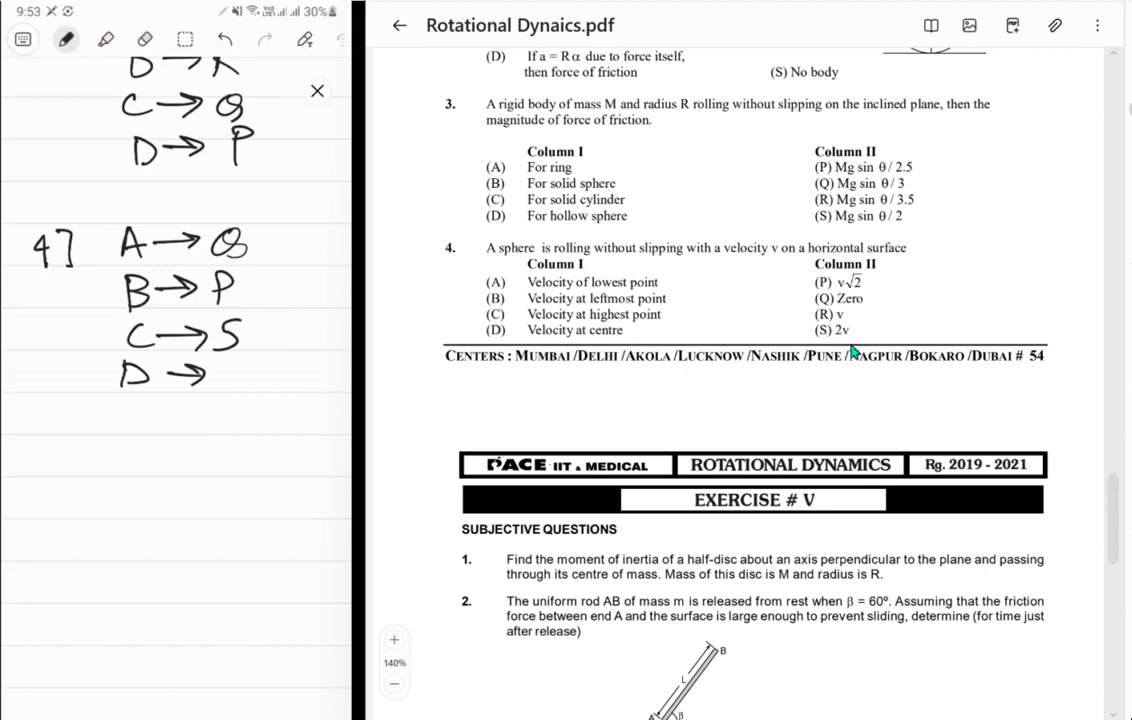 9:53 30%
Rotational Dynaics.pdf
D → R
C → Q
D → P
4] A → Q
B → P
C → S
D →
(D) If a = R α due to force itself,
then force of friction (S) No body
3. A rigid body of mass M and radius R rolling without slipping on the inclined plane, then the
magnitude of force of friction.
Column I Column II
(A) For ring (P) Mg sin θ / 2.5
(B) For solid sphere (Q) Mg sin θ / 3
(C) For solid cylinder (R) Mg sin θ / 3.5
(D) For hollow sphere (S) Mg sin θ / 2
4. A sphere is rolling without slipping with a velocity v on a horizontal surface
Column I Column II
(A) Velocity of lowest point (P) v√2
(B) Velocity at leftmost point (Q) Zero
(C) Velocity at highest point (R) v
(D) Velocity at centre (S) 2v
CENTERS : MUMBAI /DELHI /AKOLA /LUCKNOW /NASHIK /PUNE /NAGPUR /BOKARO /DUBAI # 54
PACE IIT & MEDICAL ROTATIONAL DYNAMICS Rg. 2019 - 2021
EXERCISE # V
SUBJECTIVE QUESTIONS
1. Find the moment of inertia of a half-disc about an axis perpendicular to the plane and passing
through its centre of mass. Mass of this disc is M and radius is R.
2. The uniform rod AB of mass m is released from rest when β = 60º. Assuming that the friction
force between end A and the surface is large enough to prevent sliding, determine (for time just
after release)
B
L
A β
140%